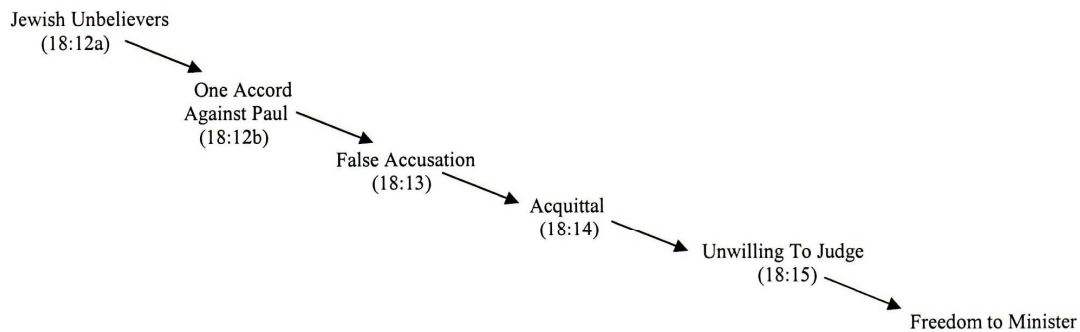 Jewish Unbelievers
(18:12a)
One Accord
Against Paul
(18:12b)
False Accusation
(18:13)
Acquittal
(18:14)
Unwilling To Judge
(18:15)
Freedom to Minister